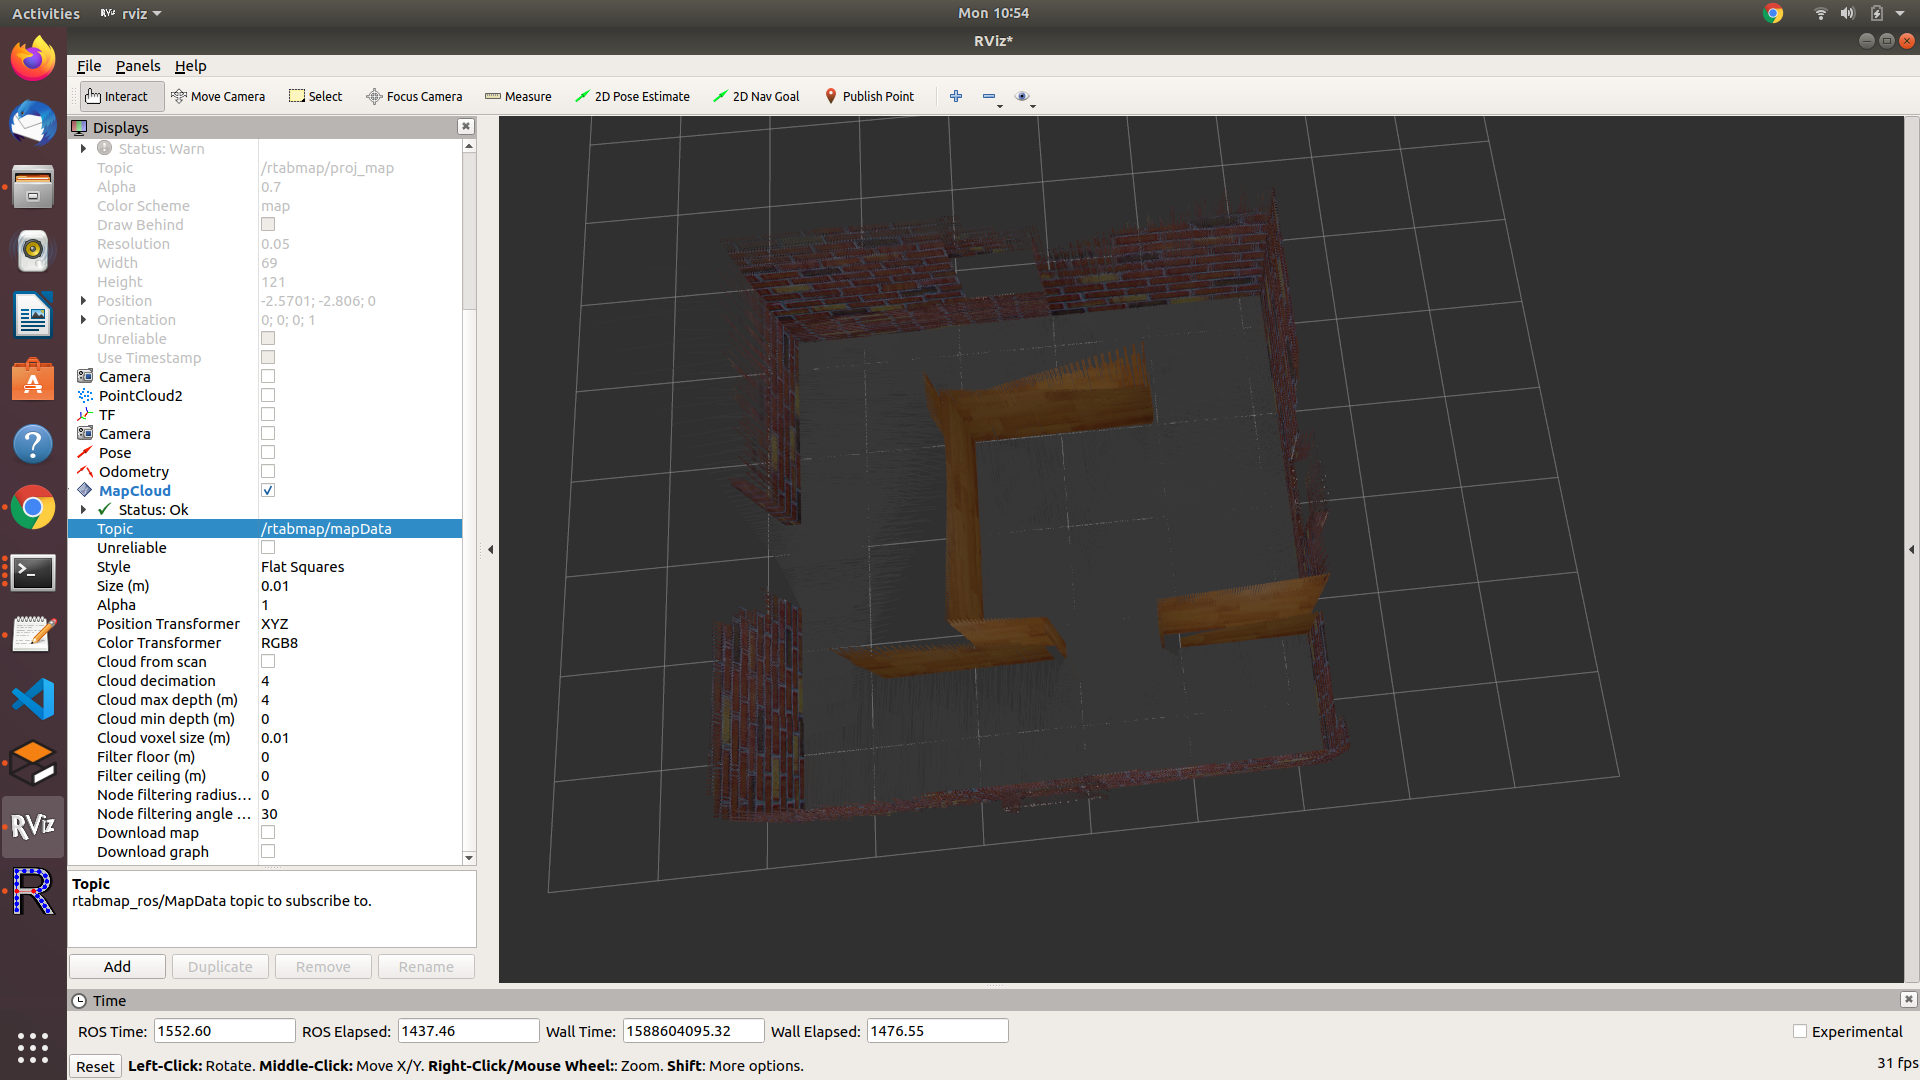 Activities rviz Mon 10:54
RViz*
File Panels Help
Interact Move Camera Select Focus Camera Measure 2D Pose Estimate 2D Nav Goal Publish Point
Displays
Status: Warn
Topic /rtabmap/proj_map
Alpha 0.7
Color Scheme map
Draw Behind
Resolution 0.05
Width 69
Height 121
Position -2.5701; -2.806; 0
Orientation 0; 0; 0; 1
Unreliable
Use Timestamp
Camera
PointCloud2
TF
Camera
Pose
Odometry
MapCloud
Status: Ok
Topic /rtabmap/mapData
Unreliable
Style Flat Squares
Size (m) 0.01
Alpha 1
Position Transformer XYZ
Color Transformer RGB8
Cloud from scan
Cloud decimation 4
Cloud max depth (m) 4
Cloud min depth (m) 0
Cloud voxel size (m) 0.01
Filter floor (m) 0
Filter ceiling (m) 0
Node filtering radius... 0
Node filtering angle ... 30
Download map
Download graph
Topic
rtabmap_ros/MapData topic to subscribe to.
Add Duplicate Remove Rename
Time
ROS Time: 1552.60 ROS Elapsed: 1437.46 Wall Time: 1588604095.32 Wall Elapsed: 1476.55 Experimental
Reset Left-Click: Rotate. Middle-Click: Move X/Y. Right-Click/Mouse Wheel:: Zoom. Shift: More options. 31 fps
RViz
R